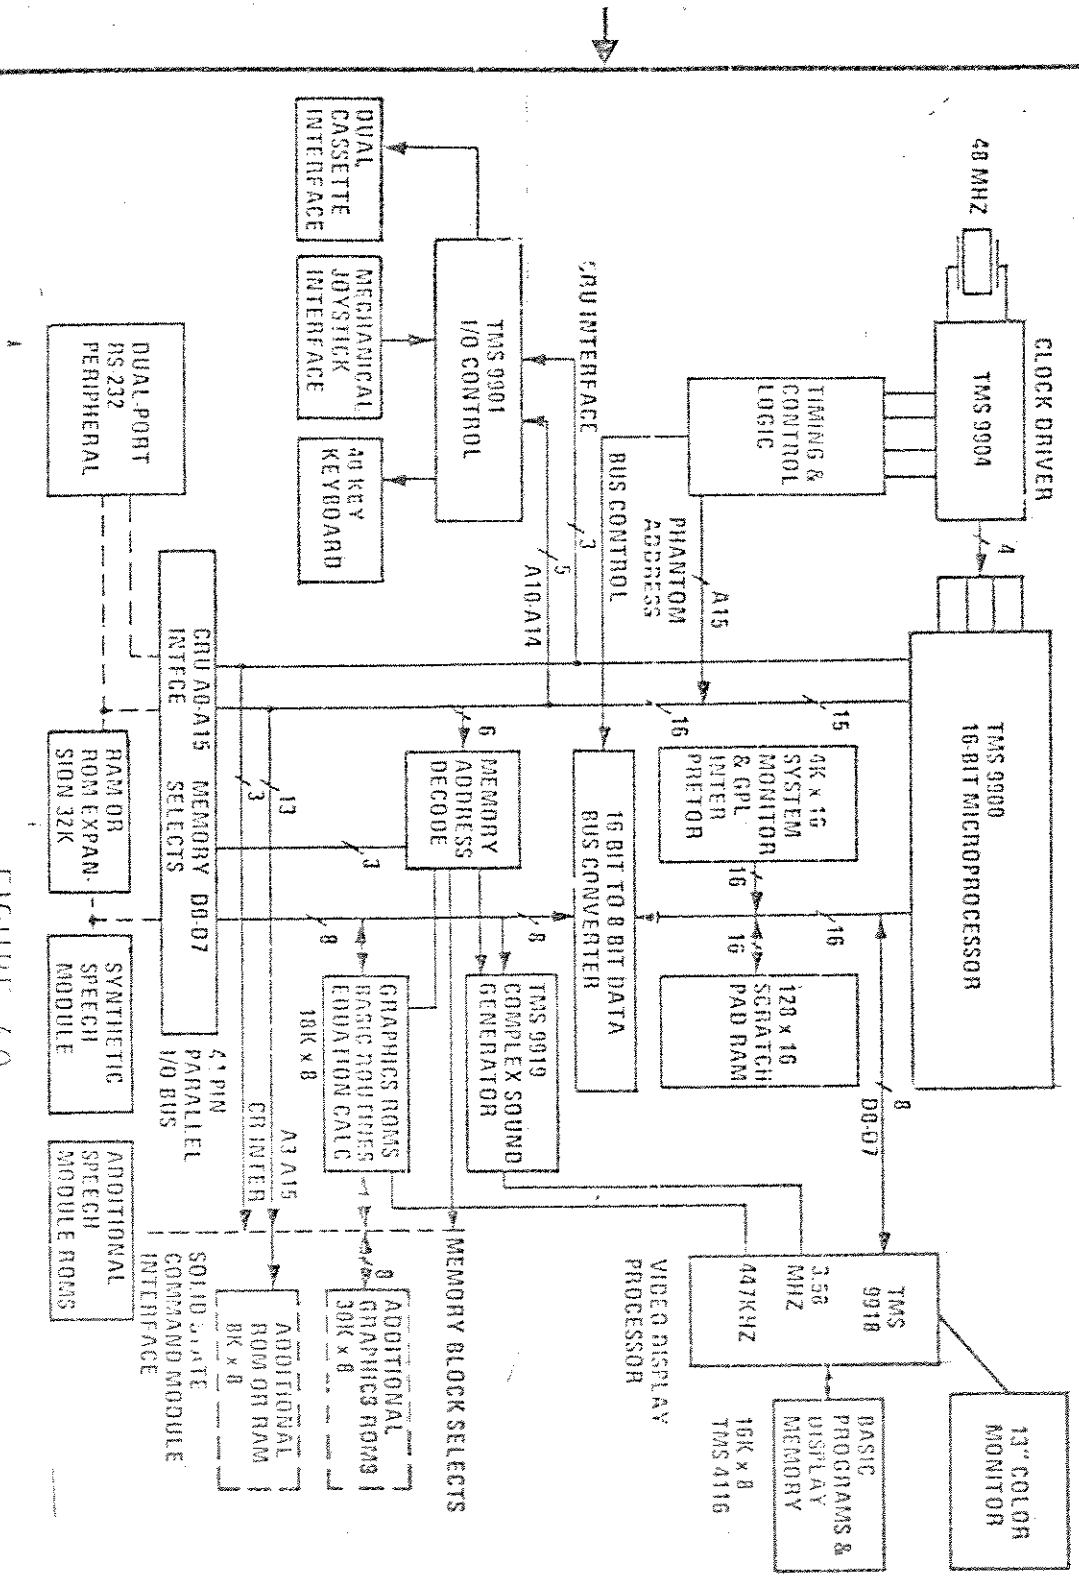 CLOCK DRIVER
48 MHZ
TMS 9904
4
TMS 9900
16-BIT MICROPROCESSOR
13" COLOR
MONITOR
TIMING &
CONTROL
LOGIC
A15
PHANTOM
ADDRESS
BUS CONTROL
15
16
4K x 16
SYSTEM
MONITOR
& GPL
INTER
PRETOR
16
16
16
128 x 16
SCRATCH
PAD RAM
8
D0-D7
TMS
9918
3.58
MHZ
447KHZ
VIDEO DISPLAY
PROCESSOR
BASIC
PROGRAMS &
DISPLAY
MEMORY
16K x 8
TMS 4116
16 BIT TO 8 BIT DATA
BUS CONVERTER
CRU INTERFACE
3
5
A10-A14
TMS 9901
I/O CONTROL
DUAL
CASSETTE
INTERFACE
MECHANICAL
JOYSTICK
INTERFACE
40 KEY
KEYBOARD
6
MEMORY
ADDRESS
DECODE
8
TMS 9919
COMPLEX SOUND
GENERATOR
MEMORY BLOCK SELECTS
3
8
GRAPHICS ROMS
BASIC ROUTINES
EQUATION CALC
18K x 8
8
ADDITIONAL
GRAPHICS ROMS
30K x 8
13
3
A3 A15
CR INTER
ADDITIONAL
ROM OR RAM
8K x 8
SOLID STATE
COMMAND MODULE
INTERFACE
CRU A0-A15 MEMORY D0-D7
INTFCE SELECTS
PIN
PARALLEL
I/O BUS
DUAL-PORT
RS-232
PERIPHERAL
RAM OR
ROM EXPAN-
SION 32K
SYNTHETIC
SPEECH
MODULE
ADDITIONAL
SPEECH
MODULE ROMS